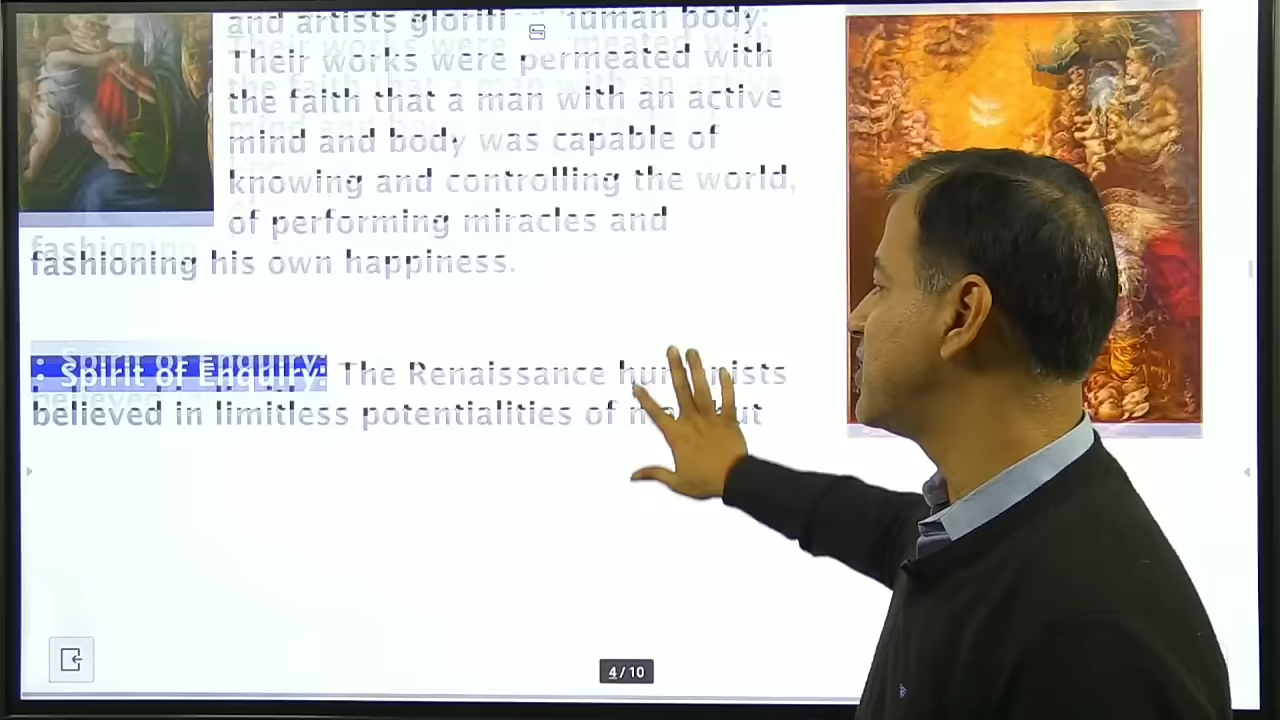 and artists human body.
Their works were permeated with
the faith that a man with an active
mind and body was capable of
knowing and controlling the world,
of performing miracles and
fashioning his own happiness.
: Spirit of Enquiry: The Renaissance
believed in limitless potentialities of
4/10